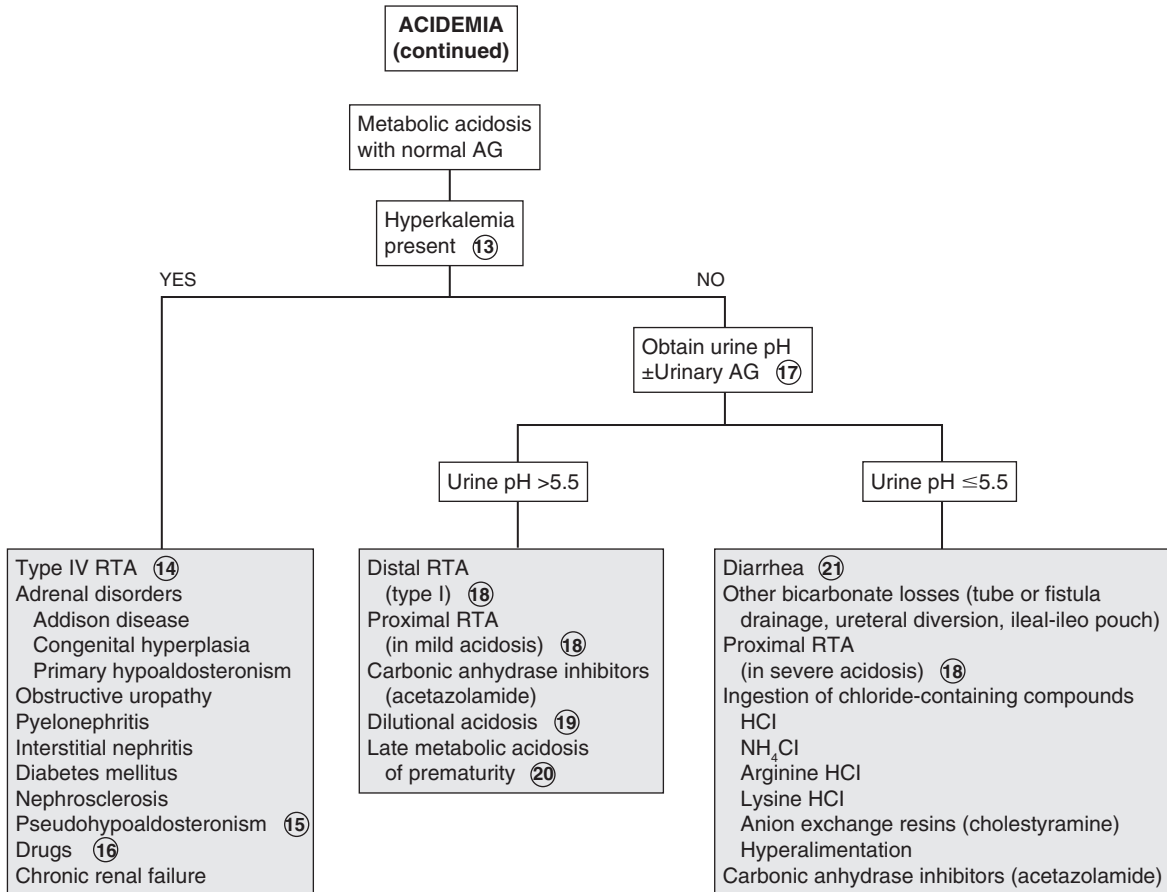 ACIDEMIA
(continued)
Metabolic acidosis
with normal AG
Hyperkalemia
present 13
YES
NO
Obtain urine pH
±Urinary AG 17
Urine pH >5.5
Urine pH ≤5.5
Type IV RTA 14
Adrenal disorders
Addison disease
Congenital hyperplasia
Primary hypoaldosteronism
Obstructive uropathy
Pyelonephritis
Interstitial nephritis
Diabetes mellitus
Nephrosclerosis
Pseudohypoaldosteronism 15
Drugs 16
Chronic renal failure
Distal RTA
(type I) 18
Proximal RTA
(in mild acidosis) 18
Carbonic anhydrase inhibitors
(acetazolamide)
Dilutional acidosis 19
Late metabolic acidosis
of prematurity 20
Diarrhea 21
Other bicarbonate losses (tube or fistula
drainage, ureteral diversion, ileal-ileo pouch)
Proximal RTA
(in severe acidosis) 18
Ingestion of chloride-containing compounds
HCl
NH4Cl
Arginine HCl
Lysine HCl
Anion exchange resins (cholestyramine)
Hyperalimentation
Carbonic anhydrase inhibitors (acetazolamide)